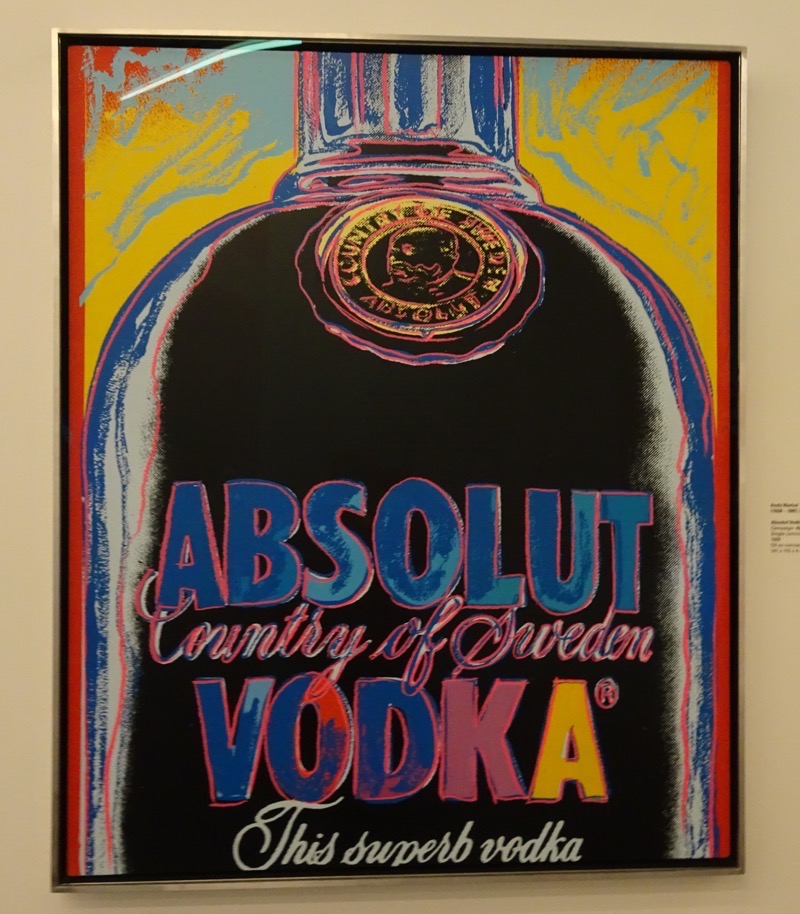 COUNTRY OF SWEDEN
ABSOLUT
ABSOLUT
Country of Sweden
VODKA®
This superb vodka